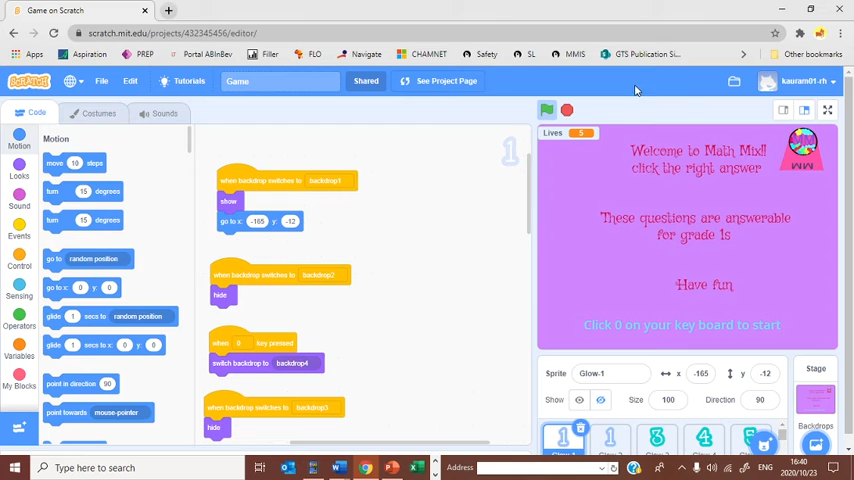 Game on Scratch
scratch.mit.edu/projects/432345456/editor/
Apps
Aspiration
PREP
Portal ABInBev
Filler
FLO
Navigate
CHAMNET
Safety
SL
MMIS
GTS Publication Si...
Other bookmarks
SCRATCH
File
Edit
Tutorials
Game
Shared
See Project Page
kauram01-rh
Code
Costumes
Sounds
Motion
Looks
Sound
Events
Control
Sensing
Operators
Variables
My Blocks
Motion
move 10 steps
turn 15 degrees
turn 15 degrees
go to random position
go to x: 0 y: 0
glide 1 secs to random position
glide 1 secs to x: 0 y: 0
point in direction 90
point towards mouse-pointer
1
when backdrop switches to backdrop1
show
go to x: -165 y: -12
when backdrop switches to backdrop2
hide
when 0 key pressed
switch backdrop to backdrop4
when backdrop switches to backdrop3
hide
Lives 5
Welcome to Math Mix!!
click the right answer
These questions are answerable
for grade 1s
Have fun
Click 0 on your key board to start
Sprite Glow-1 x -165 y -12
Show Size 100 Direction 90
1 1 3 4 5
Stage
Backdrops
Type here to search
Address
ENG
16:40
2020/10/23